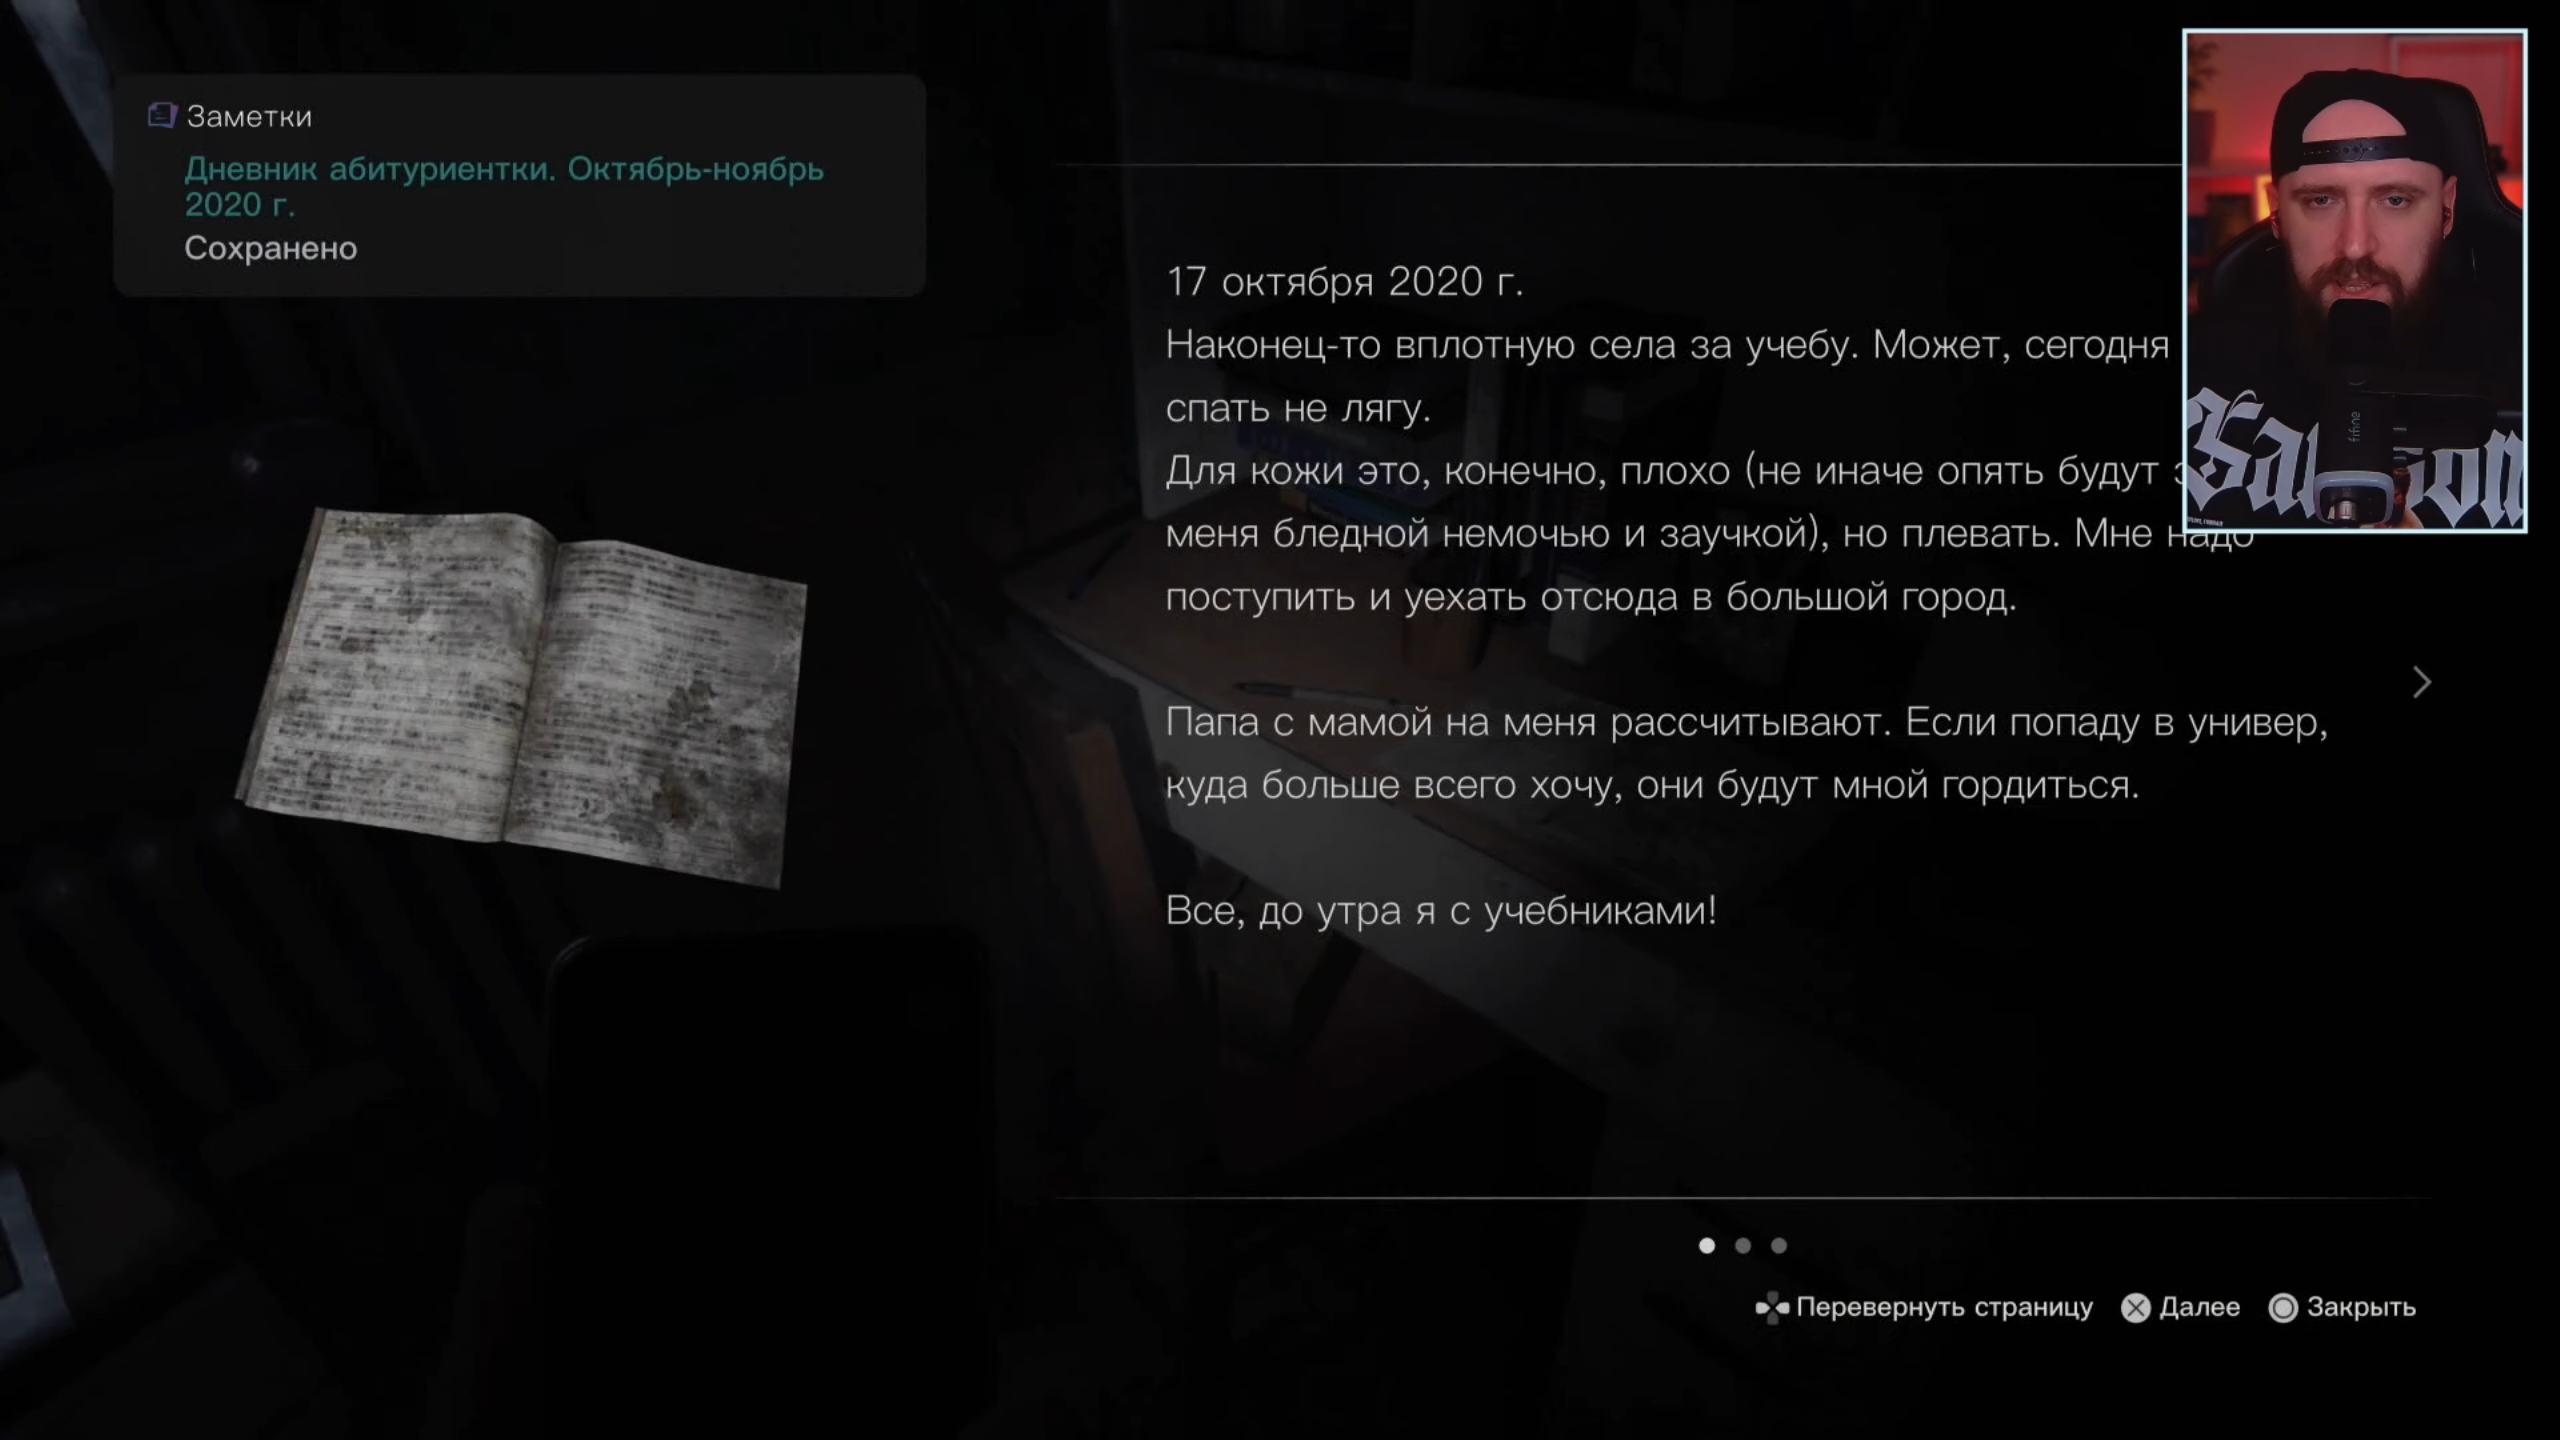 Заметки
Дневник абитуриентки. Октябрь-ноябрь
2020 г.
Сохранено
17 октября 2020 г.
Наконец-то вплотную села за учебу. Может, сегодня
спать не лягу.
Для кожи это, конечно, плохо (не иначе опять будут
меня бледной немочью и заучкой), но плевать. Мне надо
поступить и уехать отсюда в большой город.
Папа с мамой на меня рассчитывают. Если попаду в универ,
куда больше всего хочу, они будут мной гордиться.
Все, до утра я с учебниками!
Перевернуть страницу Далее Закрыть
fifine